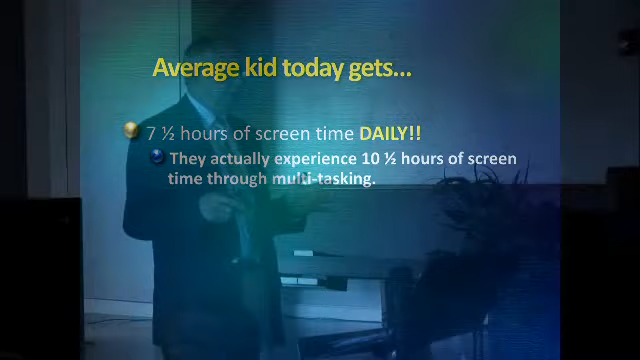 Average kid today gets...
7 ½ hours of screen time DAILY!!
They actually experience 10 ½ hours of screen
time through multi-tasking.